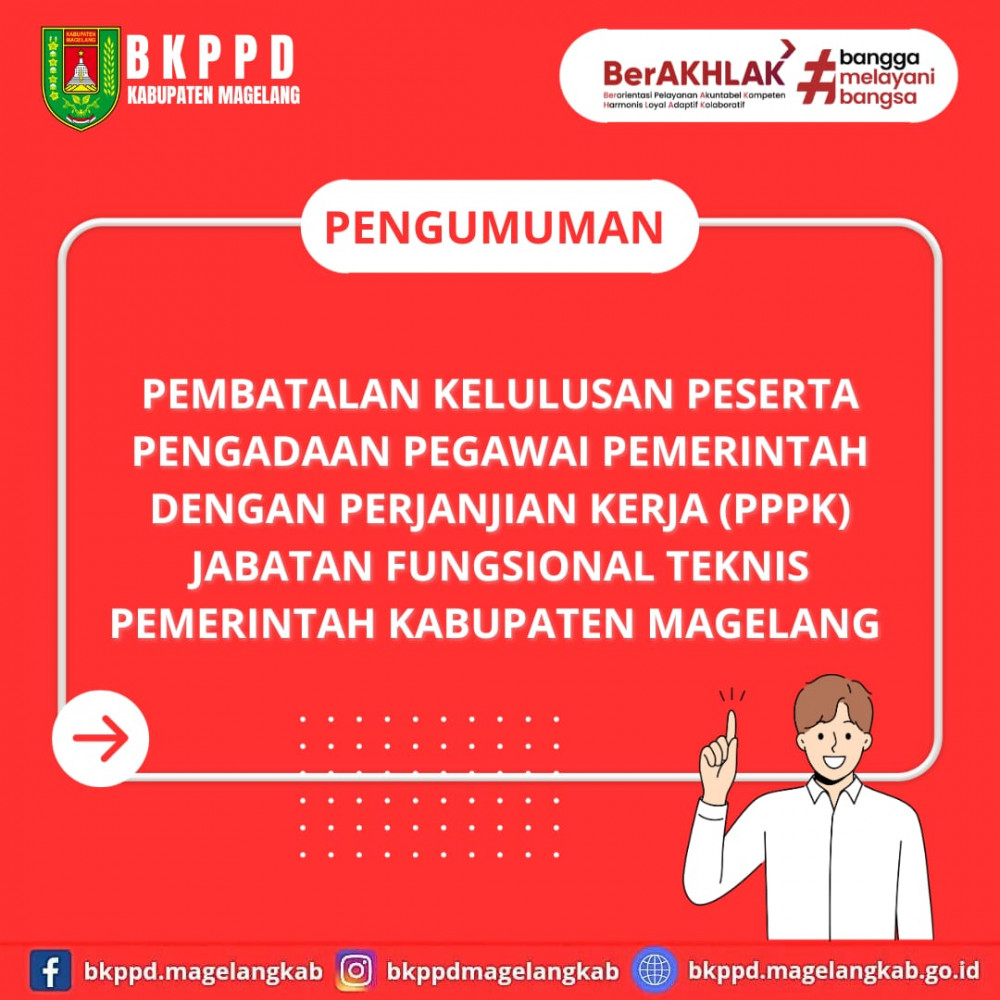 KABUPATEN
MAGELANG
BKPPD
KABUPATEN MAGELANG
BerAKHLAK
Berorientasi Pelayanan Akuntabel Kompeten
Harmonis Loyal Adaptif Kolaboratif
#bangga
melayani
bangsa
PENGUMUMAN
PEMBATALAN KELULUSAN PESERTA
PENGADAAN PEGAWAI PEMERINTAH
DENGAN PERJANJIAN KERJA (PPPK)
JABATAN FUNGSIONAL TEKNIS
PEMERINTAH KABUPATEN MAGELANG
bkppd.magelangkab
bkppdmagelangkab
bkppd.magelangkab.go.id